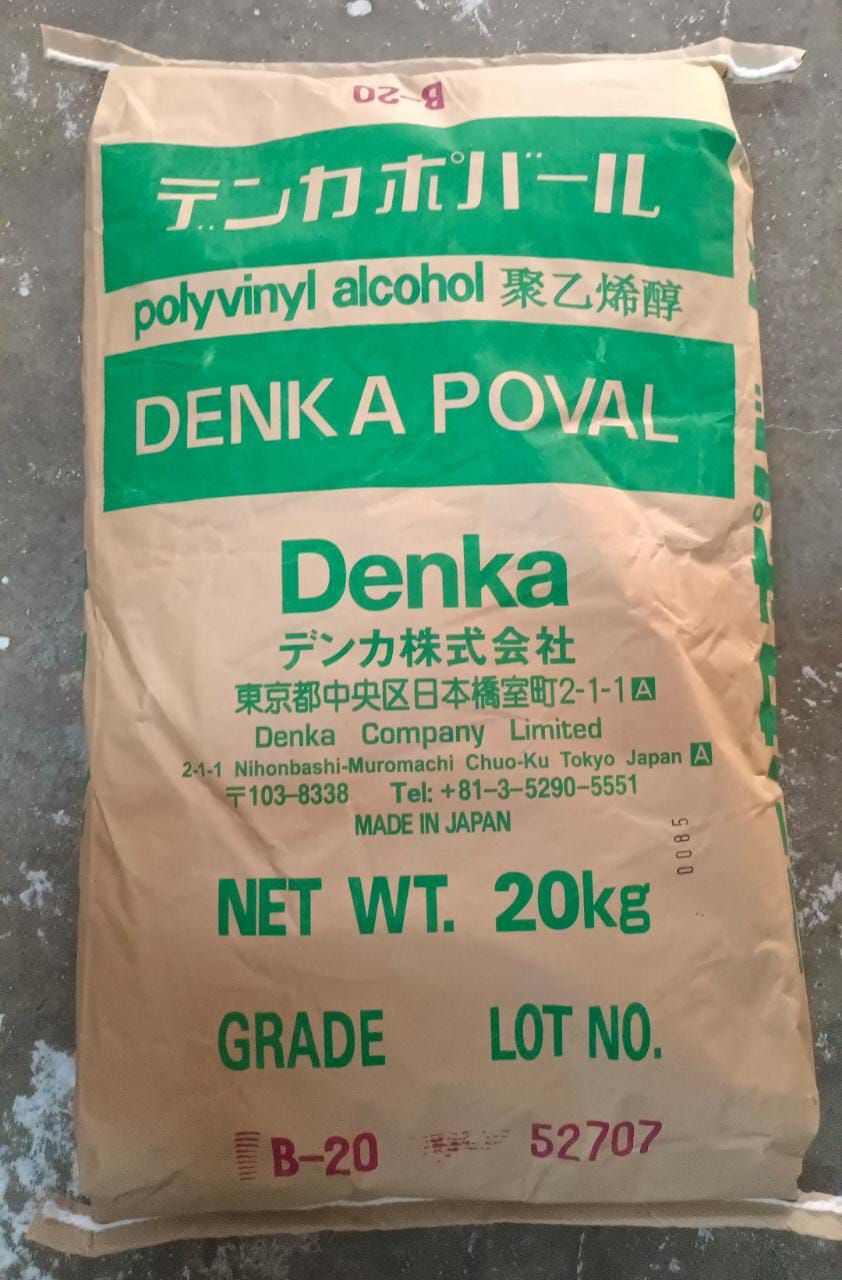 B-20
デンカポバール
polyvinyl alcohol 聚乙烯醇
DENKA POVAL
Denka
デンカ株式会社
東京都中央区日本橋室町2-1-1 A
Denka Company Limited
2-1-1 Nihonbashi-Muromachi Chuo-Ku Tokyo Japan A
〒103-8338 Tel: +81-3-5290-5551
MADE IN JAPAN
0085
NET WT. 20kg
GRADE LOT NO.
B-20 52707